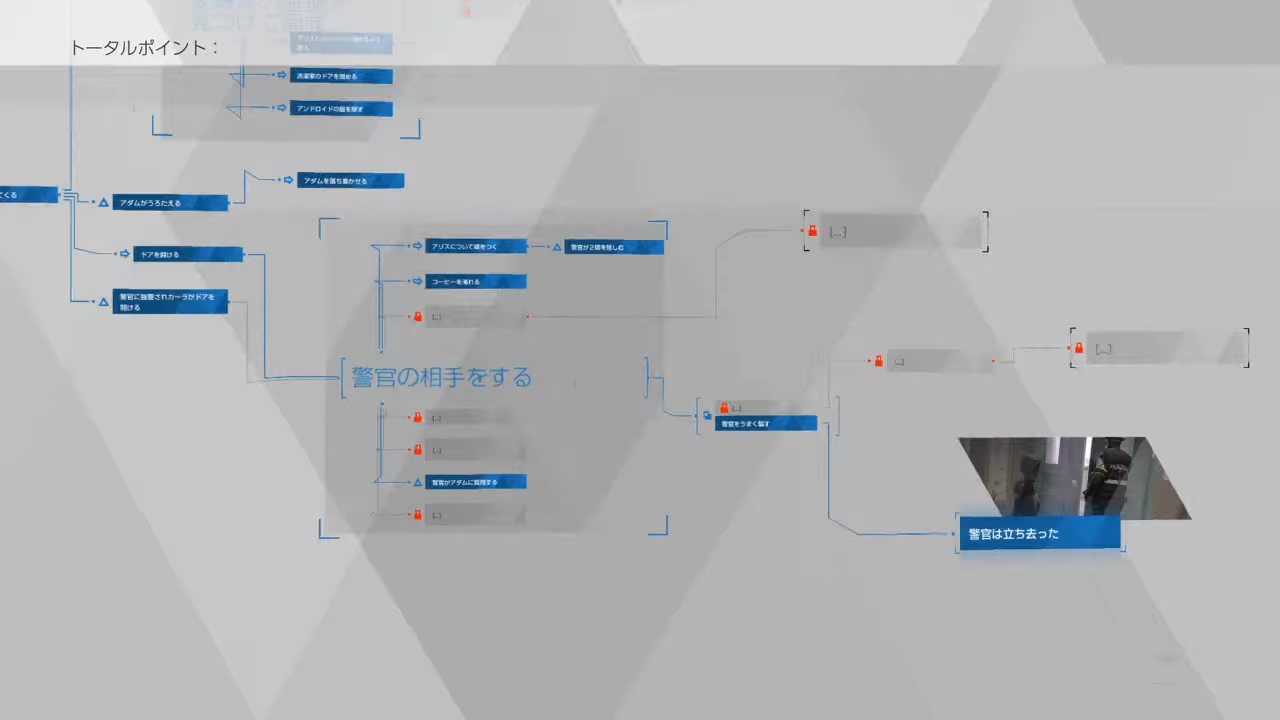 トータルポイント：
洗濯室のドアを閉める
アンドロイドの服を隠す
てくる
アダムがうろたえる
アダムを落ち着かせる
ドアを開ける
警官に強要されカーラがドアを
開ける
アリスについて嘘をつく
警官が2階を怪しむ
コーヒーを淹れる
[...]
[...]
警官の相手をする
[...]
[...]
[...]
警官をうまく騙す
[...]
[...]
警官がアダムに質問する
[...]
警官は立ち去った